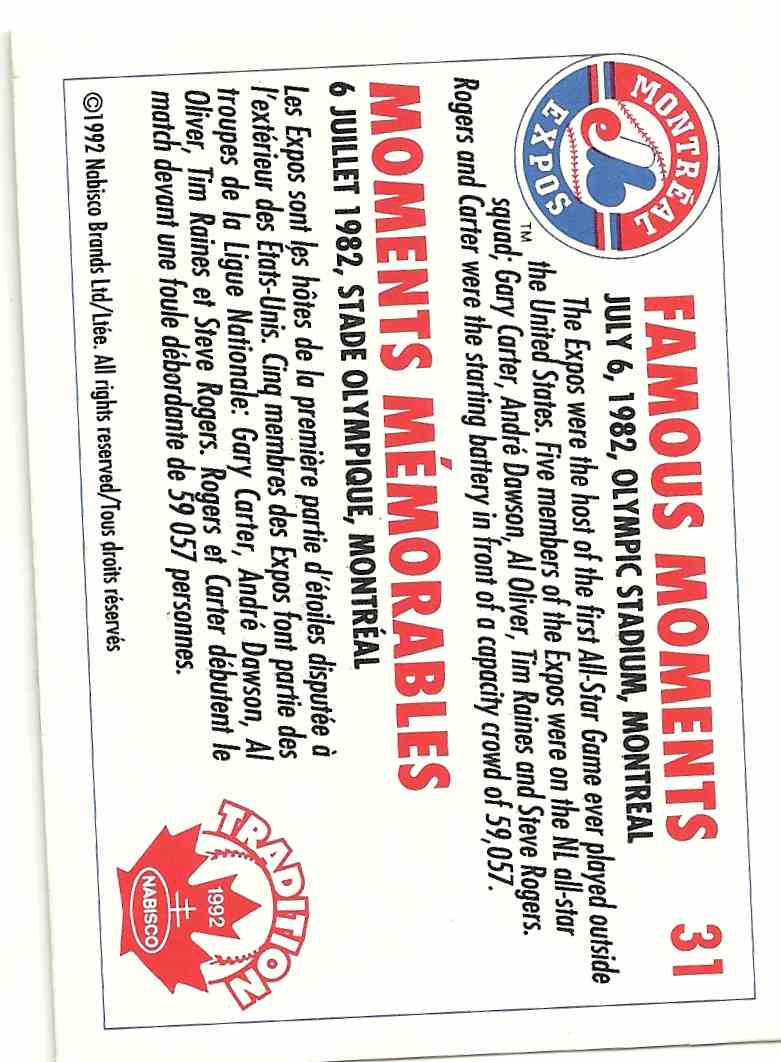 MONTRÉAL
EXPOS
TM
FAMOUS MOMENTS 31
JULY 6, 1982, OLYMPIC STADIUM, MONTREAL
The Expos were the host of the first All-Star Game ever played outside
the United States. Five members of the Expos were on the NL all-star
squad; Gary Carter, André Dawson, Al Oliver, Tim Raines and Steve Rogers.
Rogers and Carter were the starting battery in front of a capacity crowd of 59,057.
MOMENTS MÉMORABLES
6 JUILLET 1982, STADE OLYMPIQUE, MONTRÉAL
Les Expos sont les hôtes de la première partie d'étoiles disputée à
l'extérieur des États-Unis. Cinq membres des Expos font partie des
troupes de la Ligue Nationale: Gary Carter, André Dawson, Al
Oliver, Tim Raines et Steve Rogers. Rogers et Carter débutent le
match devant une foule débordante de 59 057 personnes.
©1992 Nabisco Brands Ltd/Ltée. All rights reserved/Tous droits réservés
TRADITION
1992
NABISCO